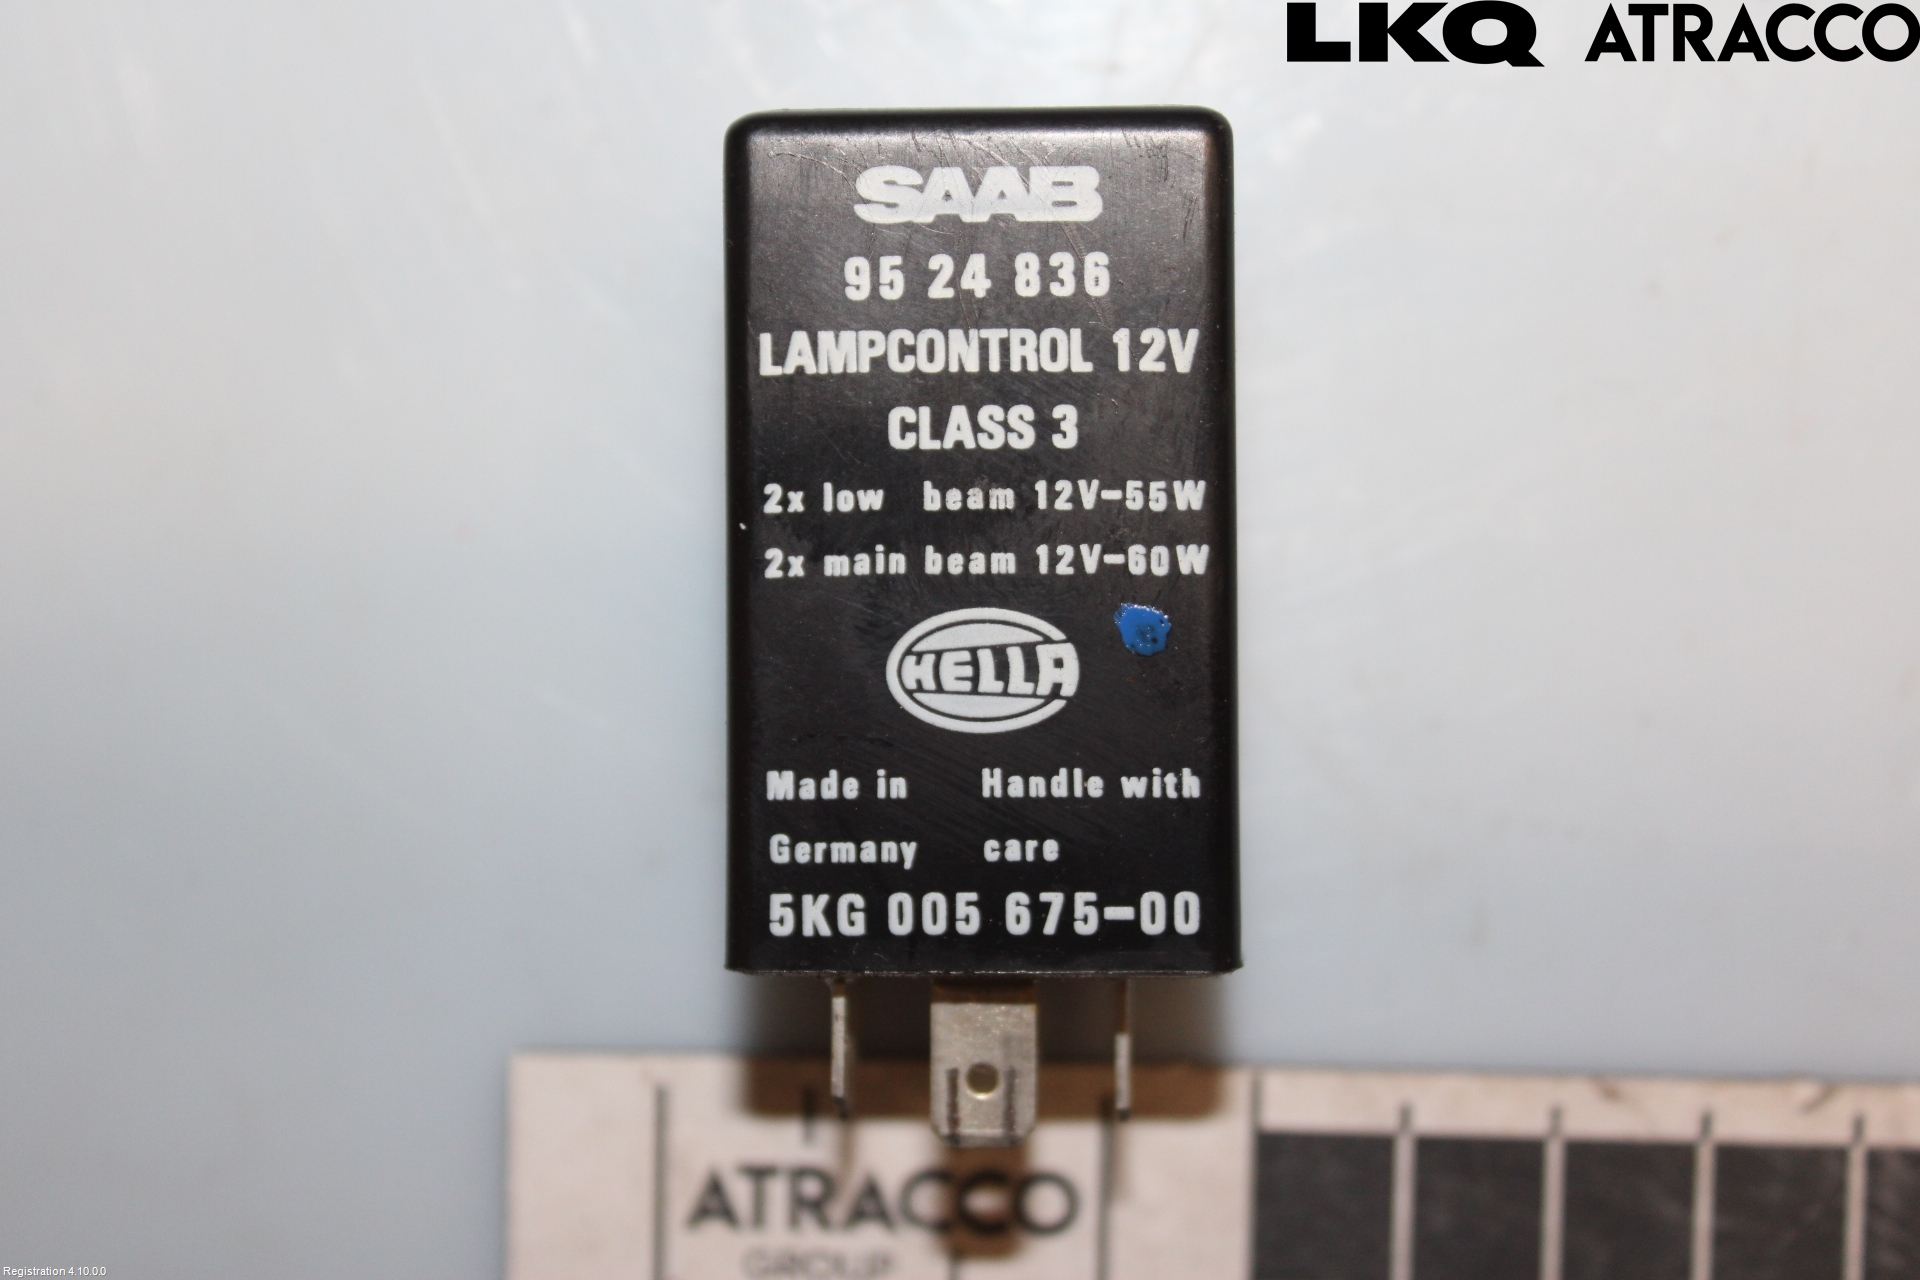 LKQ ATRACCO
SAAB
95 24 836
LAMPCONTROL 12V
CLASS 3
2x low beam 12V-55W
2x main beam 12V-60W
HELLA
Made in Handle with
Germany care
5KG 005 675-00
ATRACCO
GROUP
Registration 4.10.0.0